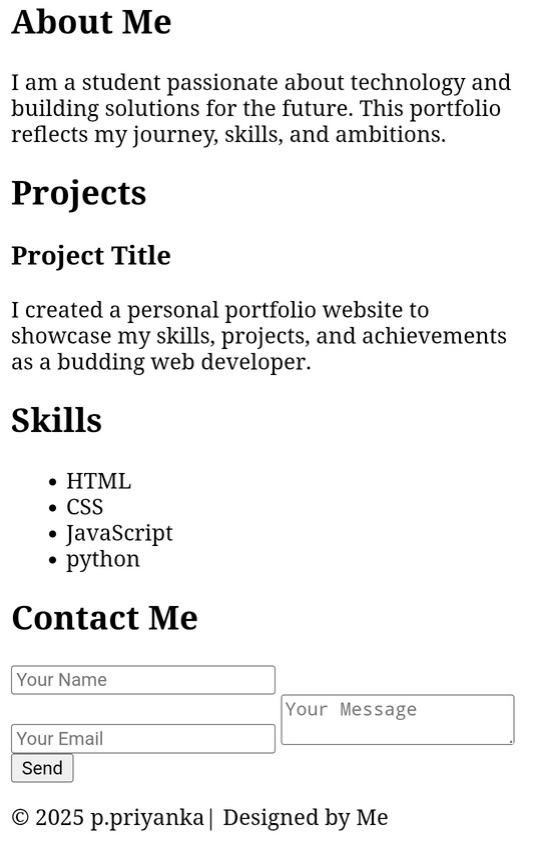 About Me
I am a student passionate about technology and
building solutions for the future. This portfolio
reflects my journey, skills, and ambitions.
Projects
Project Title
I created a personal portfolio website to
showcase my skills, projects, and achievements
as a budding web developer.
Skills
• HTML
• CSS
• JavaScript
• python
Contact Me
Your Name
Your Message
Your Email
Send
© 2025 p.priyanka| Designed by Me